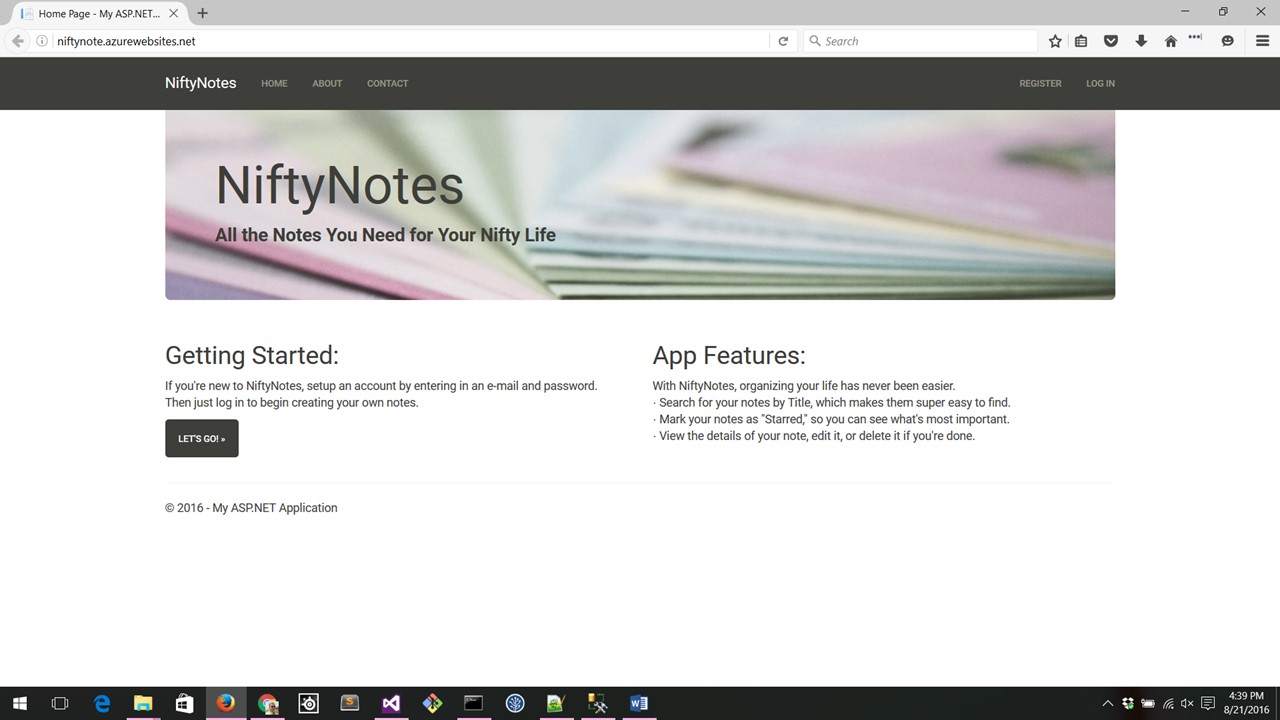 Home Page - My ASP.NET...
niftynote.azurewebsites.net
Search
NiftyNotes HOME ABOUT CONTACT REGISTER LOG IN
NiftyNotes
All the Notes You Need for Your Nifty Life
Getting Started:
If you're new to NiftyNotes, setup an account by entering in an e-mail and password.
Then just log in to begin creating your own notes.
LET'S GO! »
App Features:
With NiftyNotes, organizing your life has never been easier.
· Search for your notes by Title, which makes them super easy to find.
· Mark your notes as "Starred," so you can see what's most important.
· View the details of your note, edit it, or delete it if you're done.
© 2016 - My ASP.NET Application
4:39 PM
8/21/2016